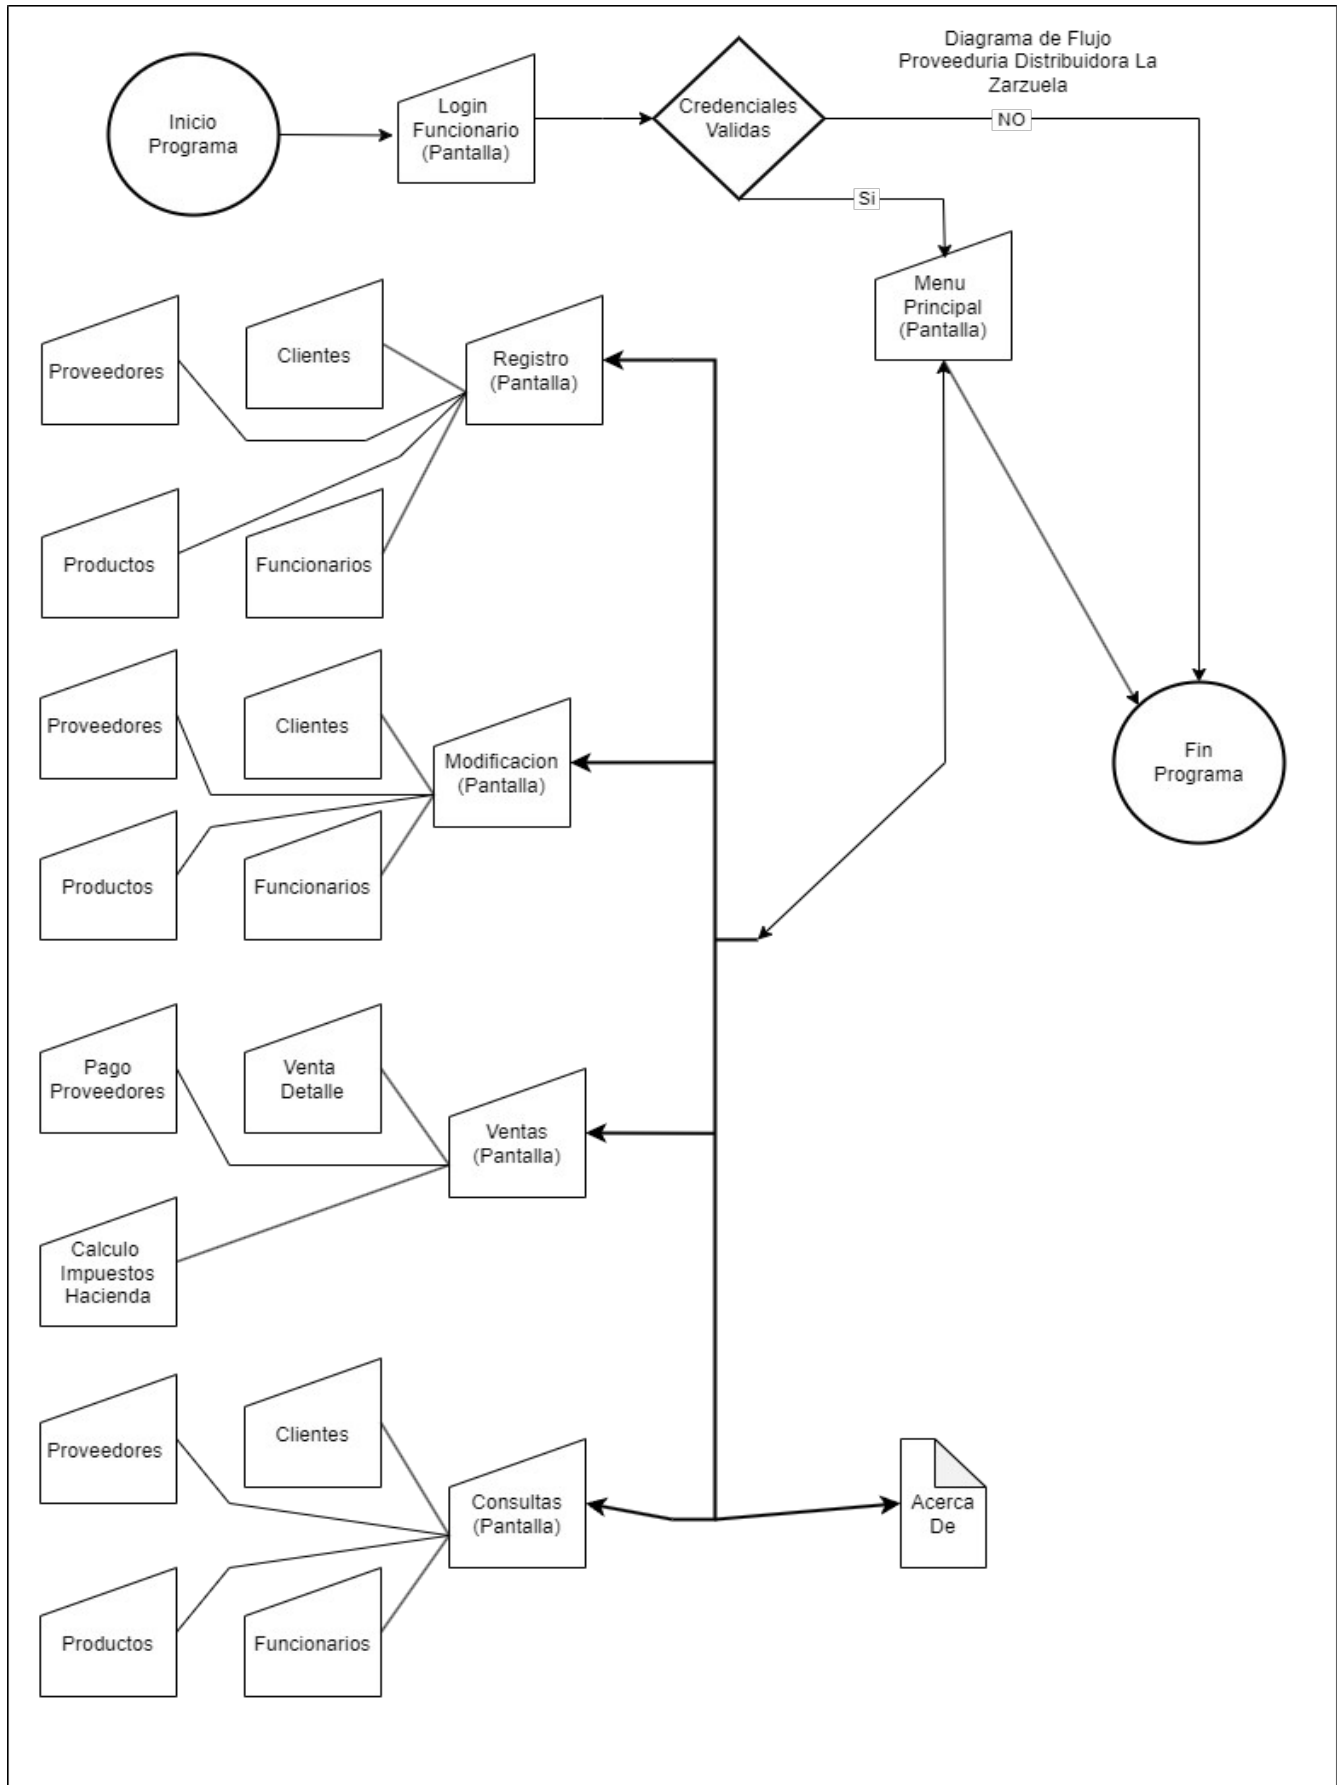 Diagrama de Flujo
Proveeduria Distribuidora La
Zarzuela
Inicio
Programa
Login
Funcionario
(Pantalla)
Credenciales
Validas
NO
Si
Menu
Principal
(Pantalla)
Proveedores
Clientes
Registro
(Pantalla)
Productos
Funcionarios
Proveedores
Clientes
Modificacion
(Pantalla)
Fin
Programa
Productos
Funcionarios
Pago
Proveedores
Venta
Detalle
Ventas
(Pantalla)
Calculo
Impuestos
Hacienda
Proveedores
Clientes
Consultas
(Pantalla)
Acerca
De
Productos
Funcionarios